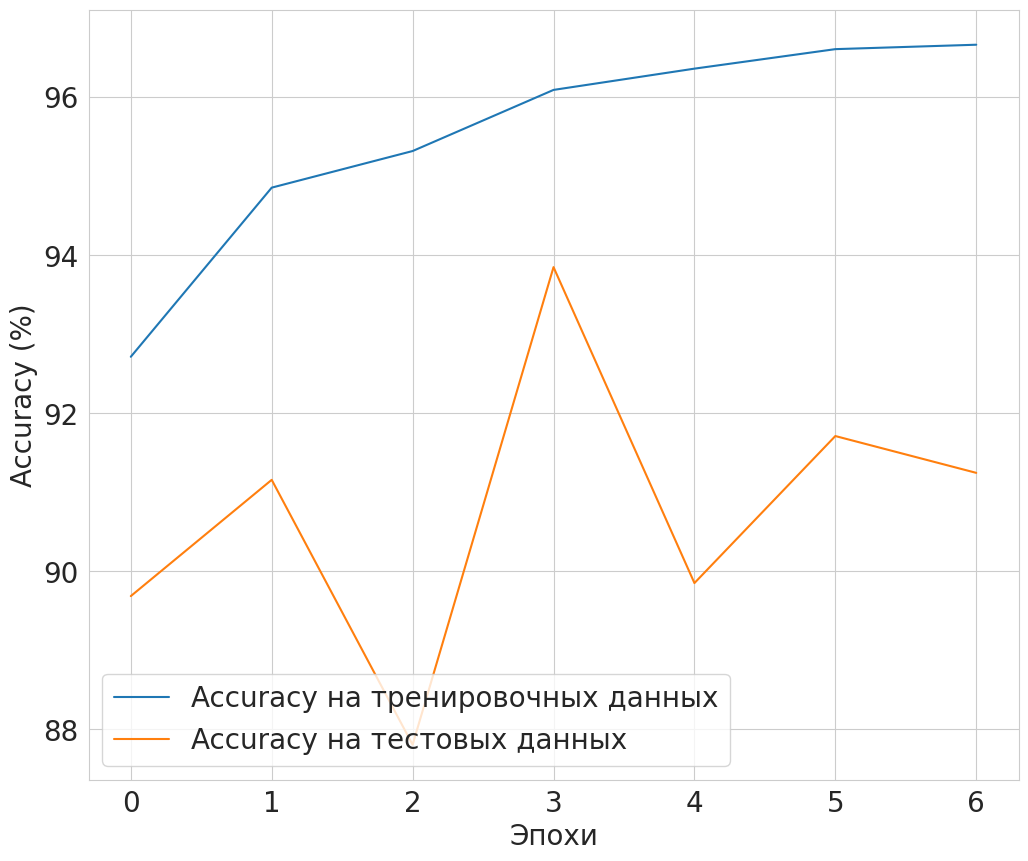 96
94
92
90
88
Accuracy (%)
Accuracy на тренировочных данных
Accuracy на тестовых данных
0 1 2 3 4 5 6
Эпохи